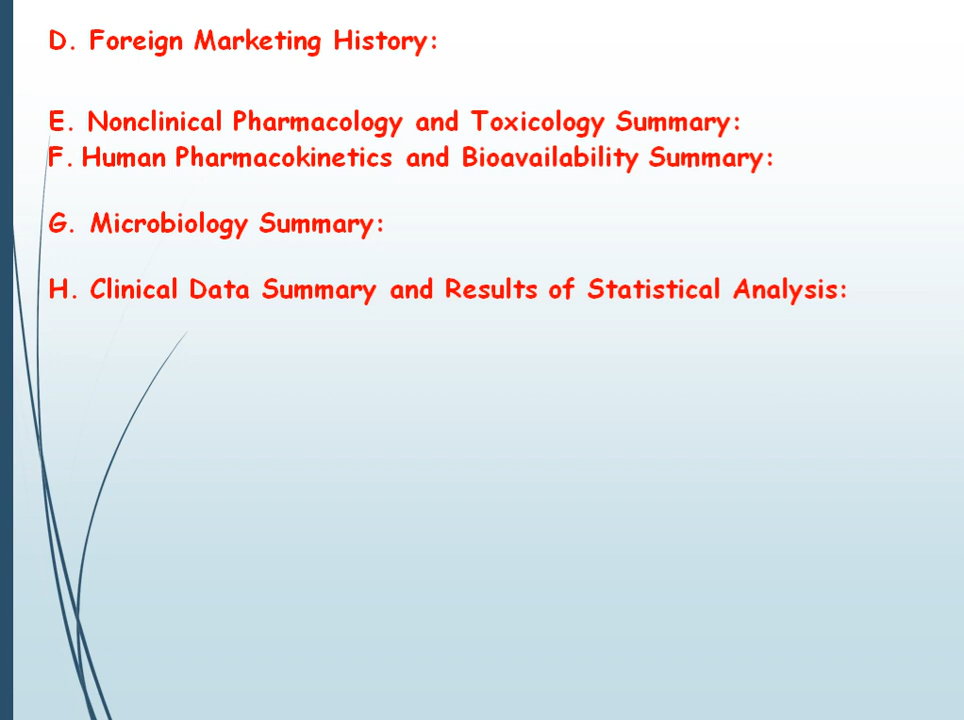 D. Foreign Marketing History:
E. Nonclinical Pharmacology and Toxicology Summary:
F. Human Pharmacokinetics and Bioavailability Summary:
G. Microbiology Summary:
H. Clinical Data Summary and Results of Statistical Analysis: